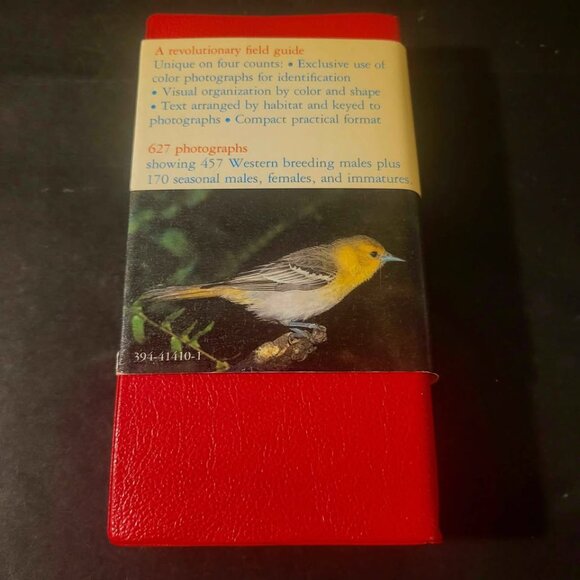 A revolutionary field guide
Unique on four counts: • Exclusive use of
color photographs for identification
• Visual organization by color and shape
• Text arranged by habitat and keyed to
photographs • Compact practical format
627 photographs
showing 457 Western breeding males plus
170 seasonal males, females, and immatures
394-41410-1